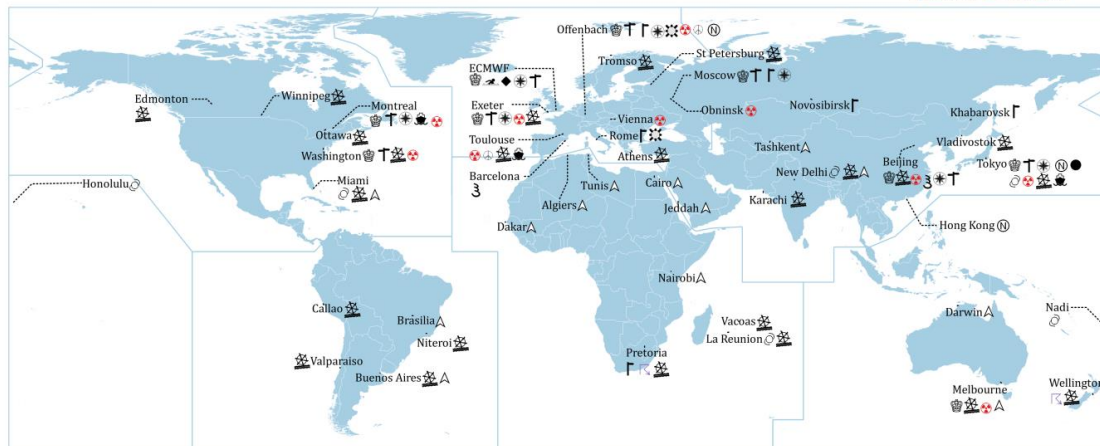 Offenbach
N
ECMWF
Tromso
St Petersburg
Moscow
Edmonton
Winnipeg
Montreal
Exeter
Vienna
Obninsk
Novosibirsk
Khabarovsk
Ottawa
Toulouse
Rome
Vladivostok
Washington
Athens
Tashkent
Beijing
Tokyo
N
Honolulu
Miami
Barcelona
Tunis
Cairo
New Delhi
Algiers
Jeddah
Karachi
Dakar
Hong Kong
N
Nairobi
Callao
Brasilia
Vacoas
Darwin
Nadi
Niteroi
La Reunion
Valparaiso
Pretoria
Buenos Aires
Melbourne
Wellington